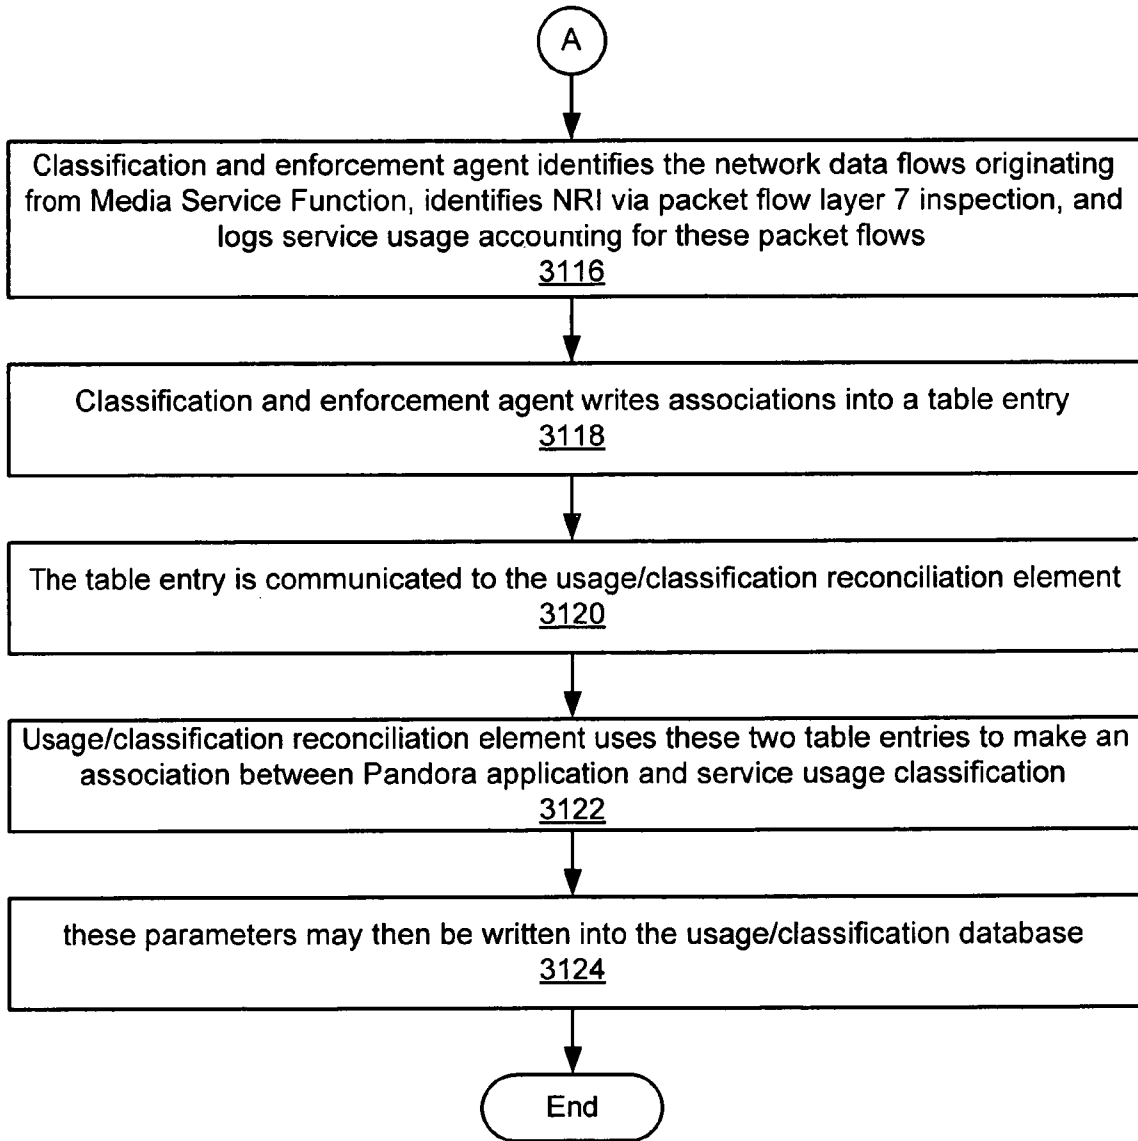 A
Classification and enforcement agent identifies the network data flows originating
from Media Service Function, identifies NRI via packet flow layer 7 inspection, and
logs service usage accounting for these packet flows
3116
Classification and enforcement agent writes associations into a table entry
3118
The table entry is communicated to the usage/classification reconciliation element
3120
Usage/classification reconciliation element uses these two table entries to make an
association between Pandora application and service usage classification
3122
these parameters may then be written into the usage/classification database
3124
End